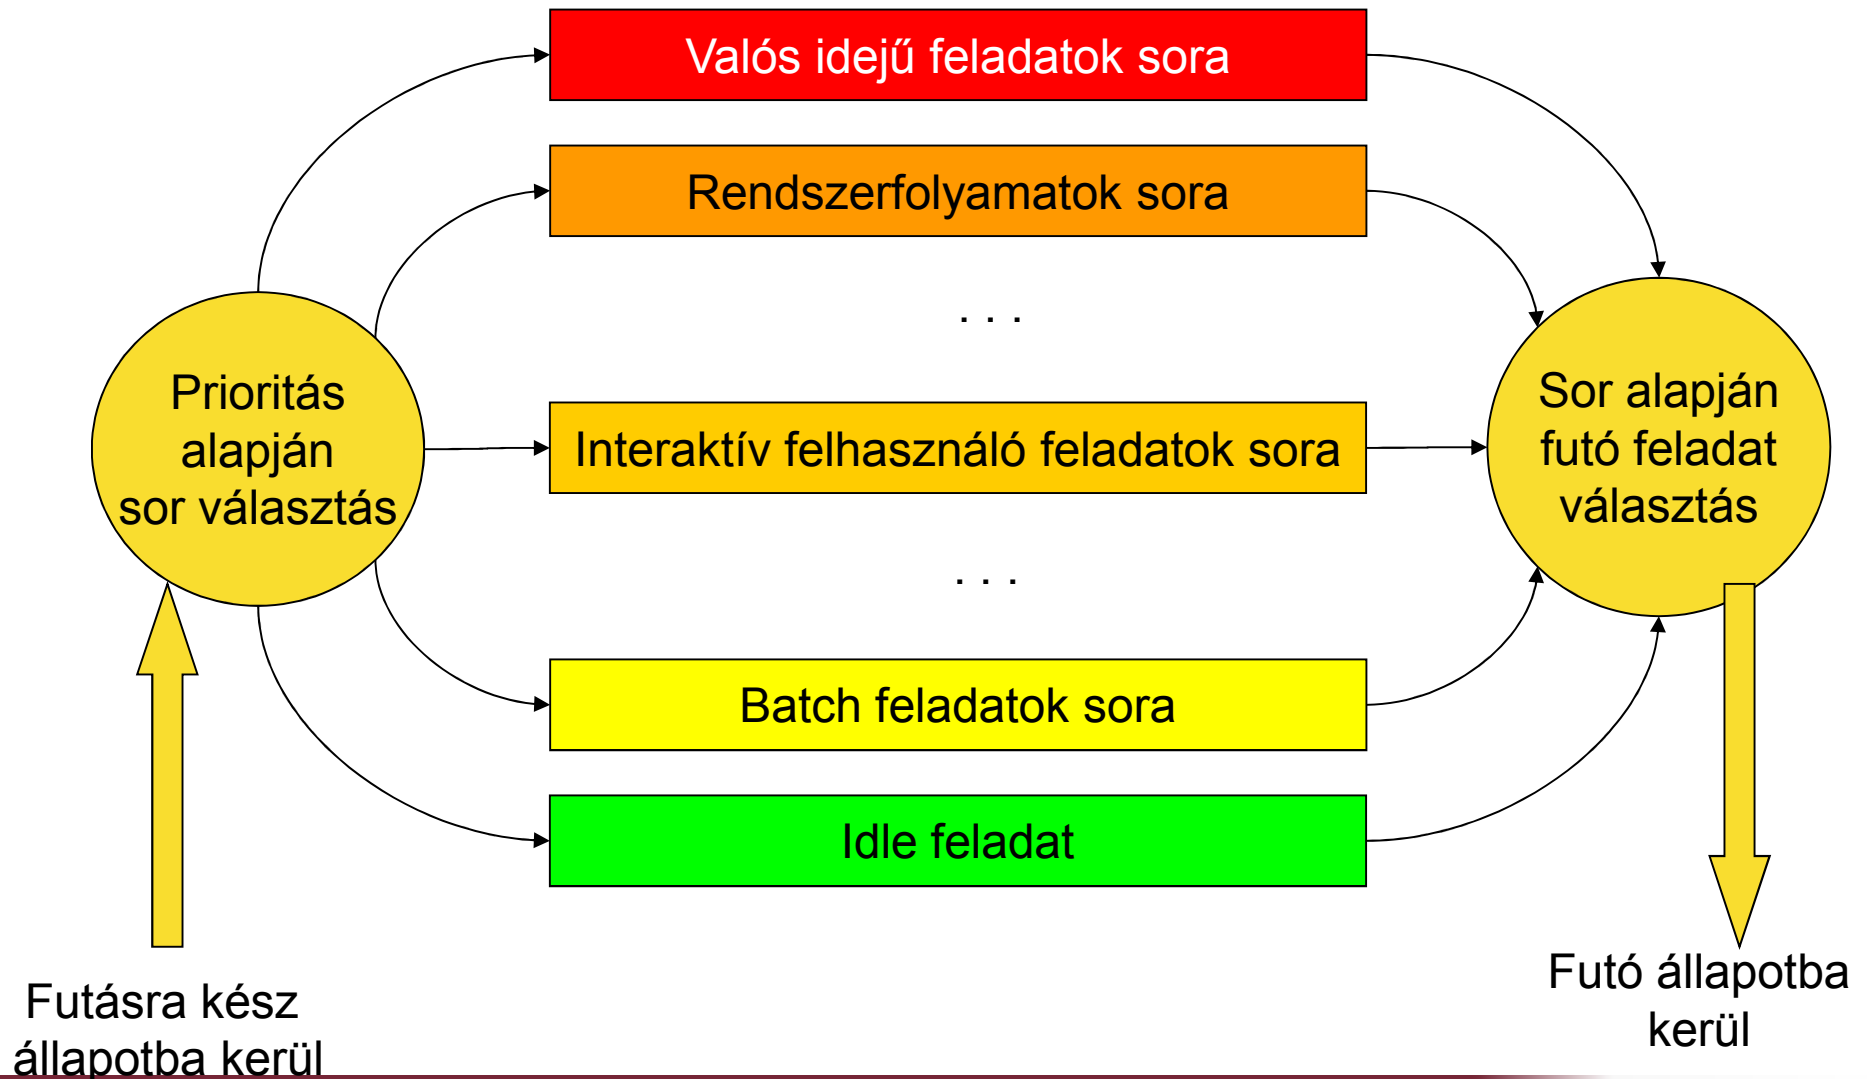 Valós idejű feladatok sora
Rendszerfolyamatok sora
. . .
Prioritás
alapján
sor választás
Interaktív felhasználó feladatok sora
Sor alapján
futó feladat
választás
. . .
Batch feladatok sora
Idle feladat
Futásra kész
állapotba kerül
Futó állapotba
kerül